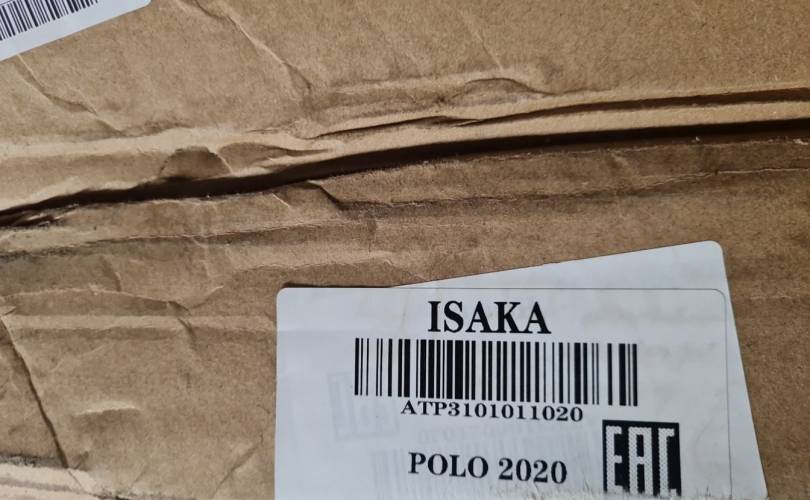 ISAKA
ATP3101011020
POLO 2020
EAC